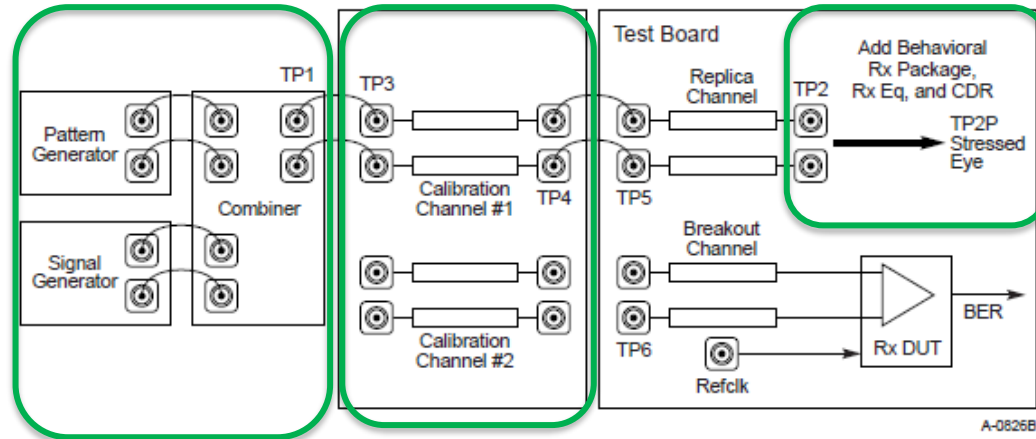 Pattern
Generator
Signal
Generator
TP1
Combiner
TP3
Calibration
Channel #1
TP4
Calibration
Channel #2
Test Board
Replica
Channel
TP2
TP5
Add Behavioral
Rx Package,
Rx Eq, and CDR
TP2P
Stressed
Eye
Breakout
Channel
TP6
Refclk
Rx DUT
BER
A-0826B